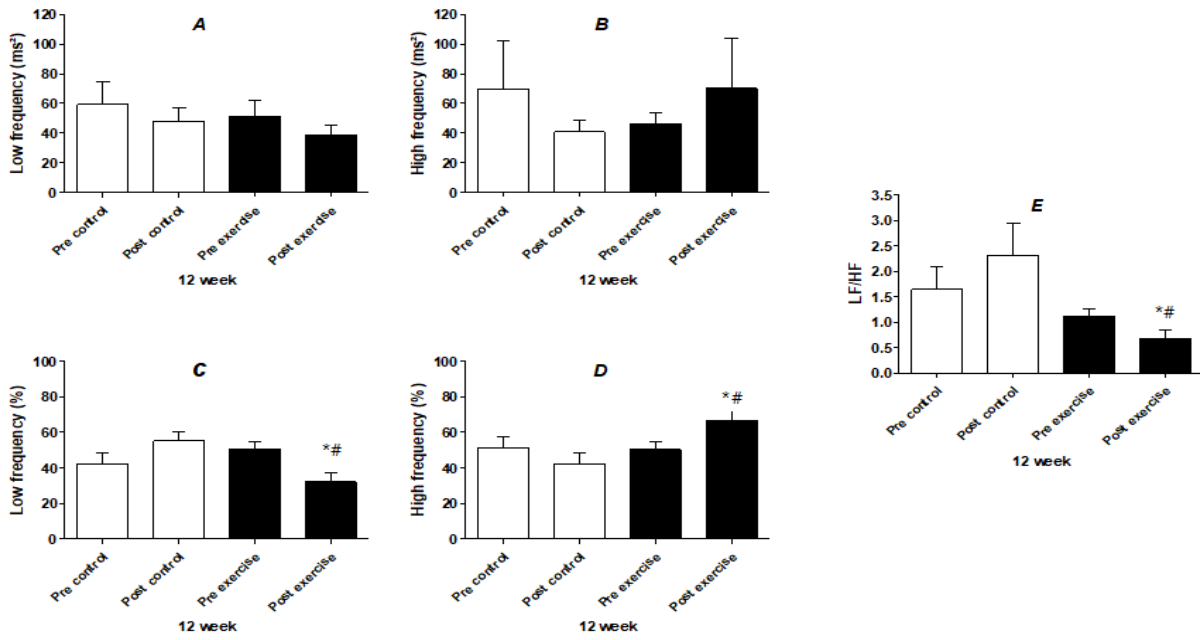 A
Low frequency (ms²)
120
100
80
60
40
20
0
Pre control
Post control
Pre exercise
Post exercise
12 week
B
High frequency (ms²)
120
100
80
60
40
20
0
Pre control
Post control
Pre exercise
Post exercise
12 week
C
Low frequency (%)
100
80
60
40
20
0
*#
Pre control
Post control
Pre exercise
Post exercise
12 week
D
High frequency (%)
100
80
60
40
20
0
*#
Pre control
Post control
Pre exercise
Post exercise
12 week
E
LF/HF
3.5
3.0
2.5
2.0
1.5
1.0
0.5
0.0
*#
Pre control
Post control
Pre exercise
Post exercise
12 week